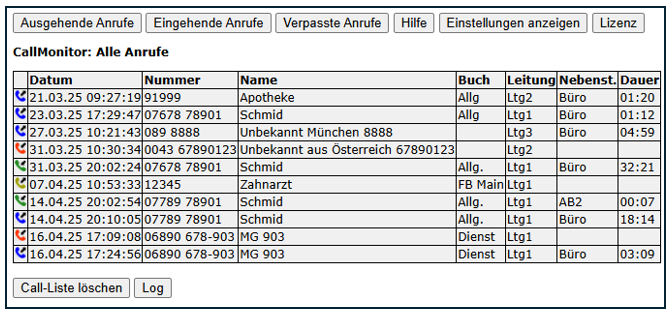 Ausgehende Anrufe Eingehende Anrufe Verpasste Anrufe Hilfe Einstellungen anzeigen Lizenz
CallMonitor: Alle Anrufe
Datum Nummer Name Buch Leitung Nebenst. Dauer
21.03.25 09:27:19 91999 Apotheke Allg Ltg2 Büro 01:20
23.03.25 17:29:47 07678 78901 Schmid Allg Ltg1 Büro 01:12
27.03.25 10:21:43 089 8888 Unbekannt München 8888 Ltg3 Büro 04:59
31.03.25 10:30:34 0043 67890123 Unbekannt aus Österreich 67890123 Ltg2
31.03.25 20:02:24 07678 78901 Schmid Allg. Ltg1 Büro 32:21
07.04.25 10:53:33 12345 Zahnarzt FB Main Ltg1
14.04.25 20:02:54 07789 78901 Schmid Allg. Ltg1 AB2 00:07
14.04.25 20:10:05 07789 78901 Schmid Allg. Ltg1 Büro 18:14
16.04.25 17:09:08 06890 678-903 MG 903 Dienst Ltg1
16.04.25 17:24:56 06890 678-903 MG 903 Dienst Ltg1 Büro 03:09
Call-Liste löschen Log